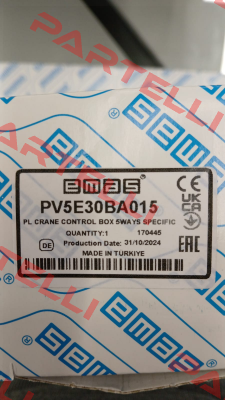 PARTELLI
EMAS
CE
PV5E30BA015
UK
CA
PL CRANE CONTROL BOX 5WAYS SPECIFIC
QUANTITY:1 170445
DE Production Date: 31/10/2024 EAC
MADE IN TURKIYE